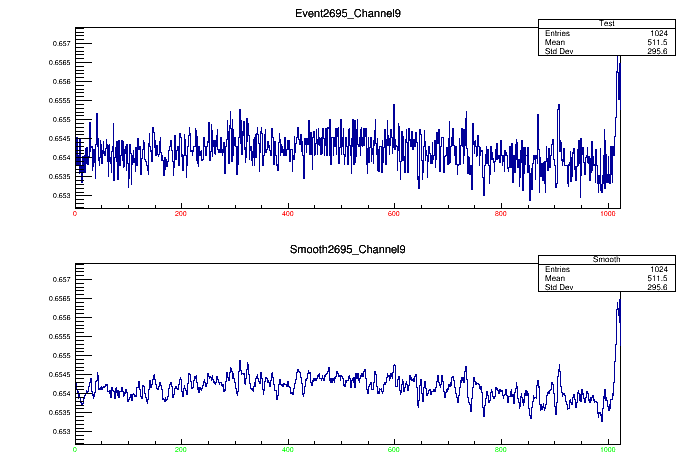 Event2695_Channel9
Test
Entries 1024
Mean 511.5
Std Dev 295.6
0.657
0.6565
0.656
0.6555
0.655
0.6545
0.654
0.6535
0.653
0 200 400 600 800 1000
Smooth2695_Channel9
Smooth
Entries 1024
Mean 511.5
Std Dev 295.6
0.657
0.6565
0.656
0.6555
0.655
0.6545
0.654
0.6535
0.653
0 200 400 600 800 1000